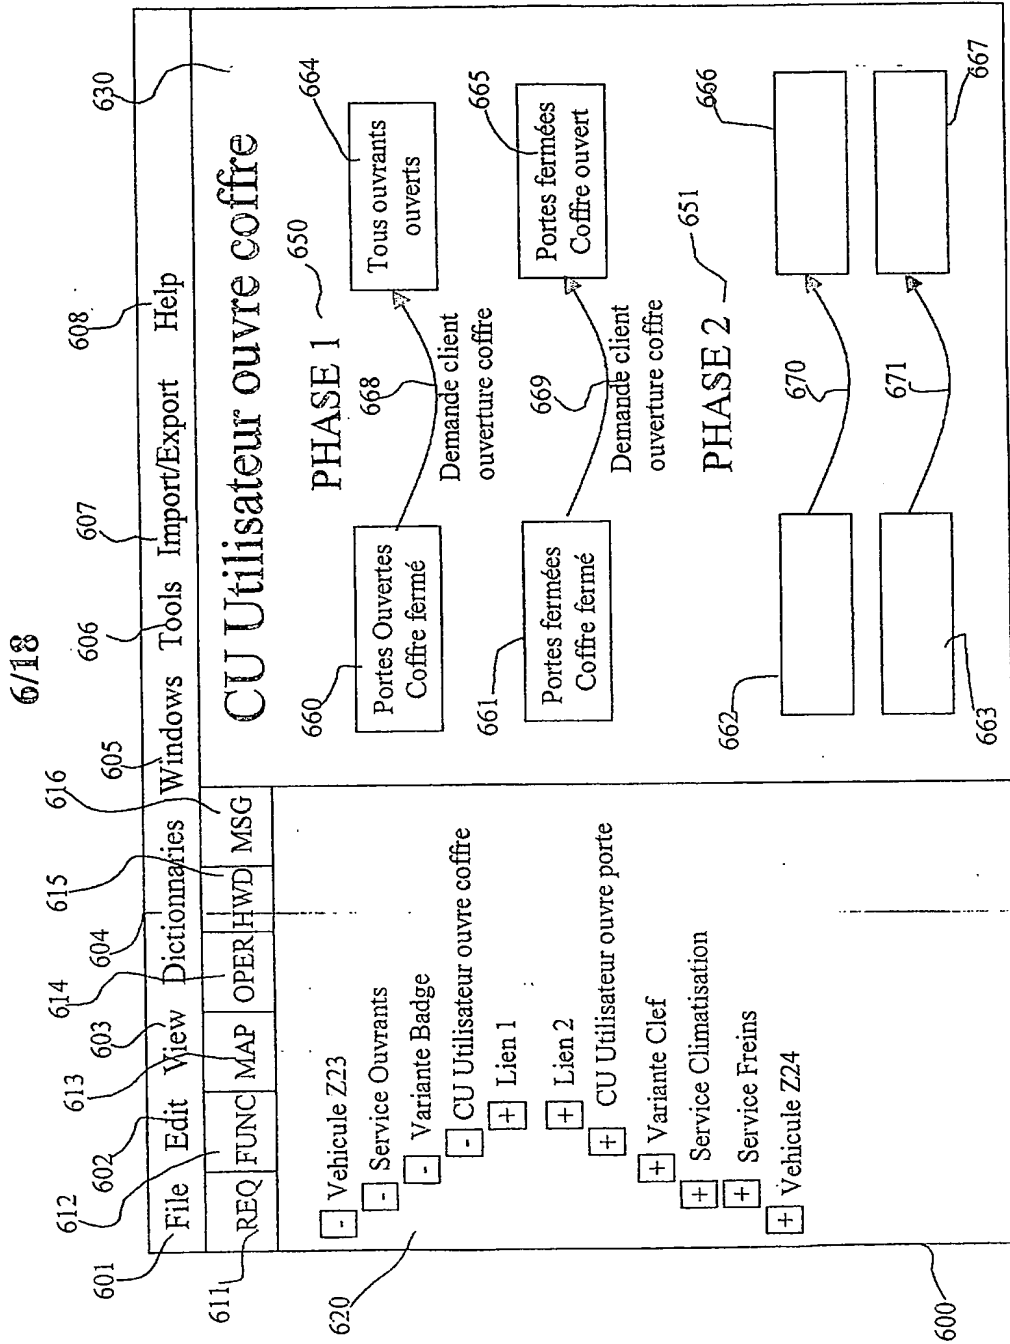 6/18
601
602
603
604
605
606
607
608
File Edit View Dictionnaries Windows Tools Import/Export Help
611
612
613
614
615
616
REQ FUNC MAP OPER HWD MSG
620
- Vehicule Z23
- Service Ouvrants
- Variante Badge
- CU Utilisateur ouvre coffre
+ Lien 1
+ Lien 2
+ CU Utilisateur ouvre porte
+ Variante Clef
+ Service Climatisation
+ Service Freins
+ Vehicule Z24
600
630
CU Utilisateur ouvre coffre
PHASE 1
650
660
Portes Ouvertes
Coffre fermé
668
Demande client
ouverture coffre
664
Tous ouvrants
ouverts
661
Portes fermées
Coffre fermé
669
Demande client
ouverture coffre
665
Portes fermées
Coffre ouvert
PHASE 2
651
662
670
666
663
671
667